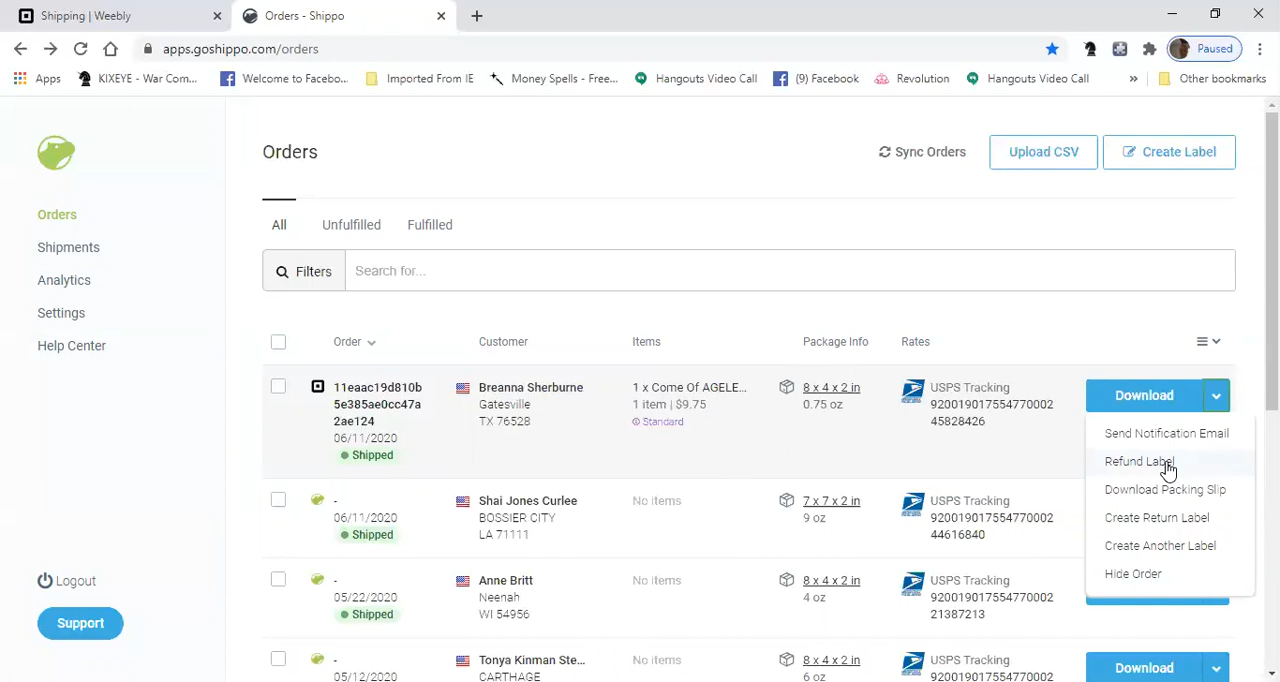 Shipping | Weebly
Orders - Shippo
apps.goshippo.com/orders
Paused
Apps
KIXEYE - War Com...
Welcome to Facebo...
Imported From IE
Money Spells - Free...
Hangouts Video Call
(9) Facebook
Revolution
Hangouts Video Call
»
Other bookmarks
Orders
Sync Orders
Upload CSV
Create Label
Orders
Shipments
Analytics
Settings
Help Center
Logout
Support
All
Unfulfilled
Fulfilled
Filters
Search for...
Order
Customer
Items
Package Info
Rates
11eaac19d810b
5e385ae0cc47a
2ae124
06/11/2020
Shipped
Breanna Sherburne
Gatesville
TX 76528
1 x Come Of AGELE...
1 item | $9.75
Standard
8 x 4 x 2 in
0.75 oz
USPS Tracking
920019017554770002
45828426
Download
Send Notification Email
Refund Label
Download Packing Slip
Create Return Label
Create Another Label
Hide Order
-
06/11/2020
Shipped
Shai Jones Curlee
BOSSIER CITY
LA 71111
No items
7 x 7 x 2 in
9 oz
USPS Tracking
920019017554770002
44616840
-
05/22/2020
Shipped
Anne Britt
Neenah
WI 54956
No items
8 x 4 x 2 in
4 oz
USPS Tracking
920019017554770002
21387213
-
05/12/2020
Tonya Kinman Ste...
CARTHAGE
No items
8 x 4 x 2 in
6 oz
USPS Tracking
920019017554770002
Download